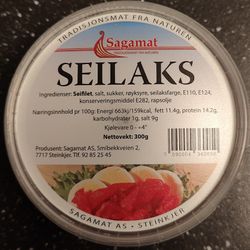 TRADISJONSMAT FRA NATUREN
Sagamat
SEILAKS
Ingredienser: Seifilet, salt, sukker, røyksyre, seilaksfarge, E110, E124,
konserveringsmiddel E282, rapsolje
Næringsinnhold pr 100g: Energi 663kj/159kcal, fett 11.4g, protein 14.2g,
karbohydrater 1g, salt 9g
Kjølevare 0 - +4°
Nettovekt: 300g
Produsent: Sagamat AS, Smibekkveien 2,
7717 Steinkjer. Tlf. 92 85 25 45
SAGAMAT AS - STEINKJER